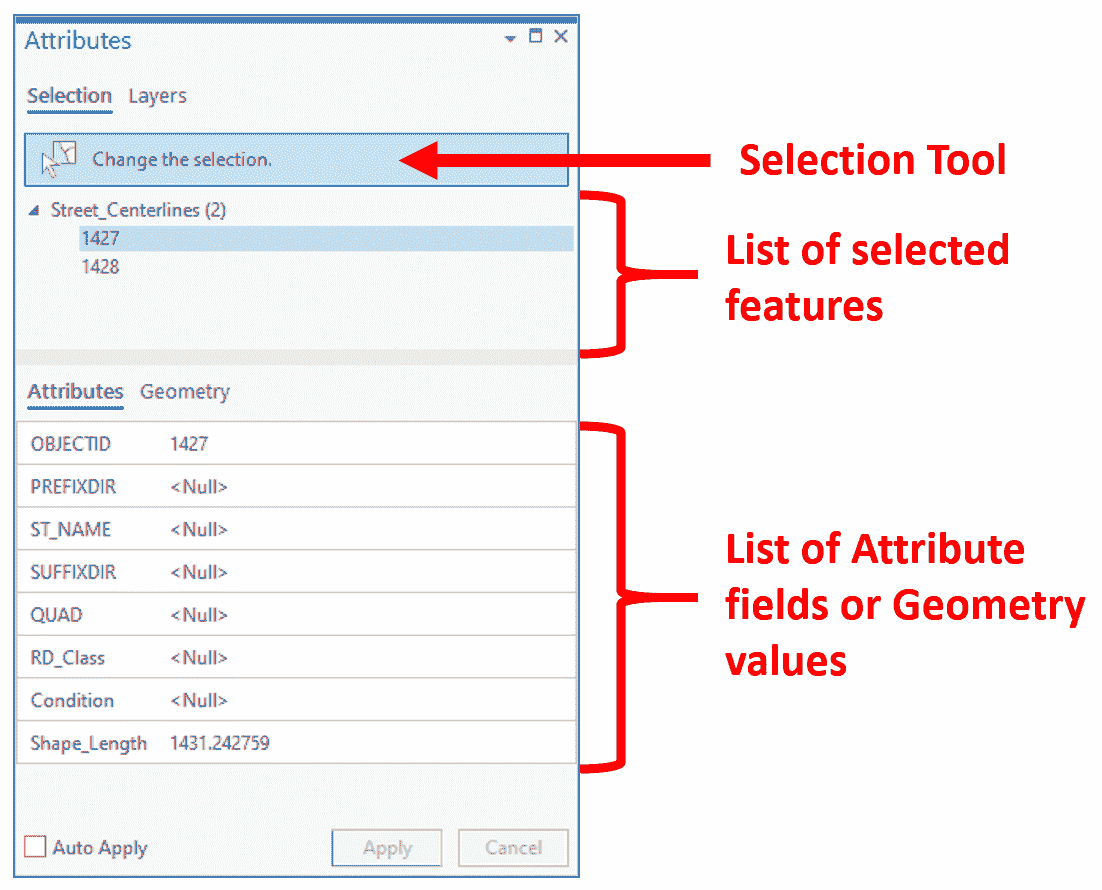 Attributes
Selection Layers
Change the selection.
Selection Tool
Street_Centerlines (2)
1427
1428
List of selected
features
Attributes Geometry
OBJECTID 1427
PREFIXDIR <Null>
ST_NAME <Null>
SUFFIXDIR <Null>
QUAD <Null>
RD_Class <Null>
Condition <Null>
Shape_Length 1431.242759
List of Attribute
fields or Geometry
values
Auto Apply Apply Cancel